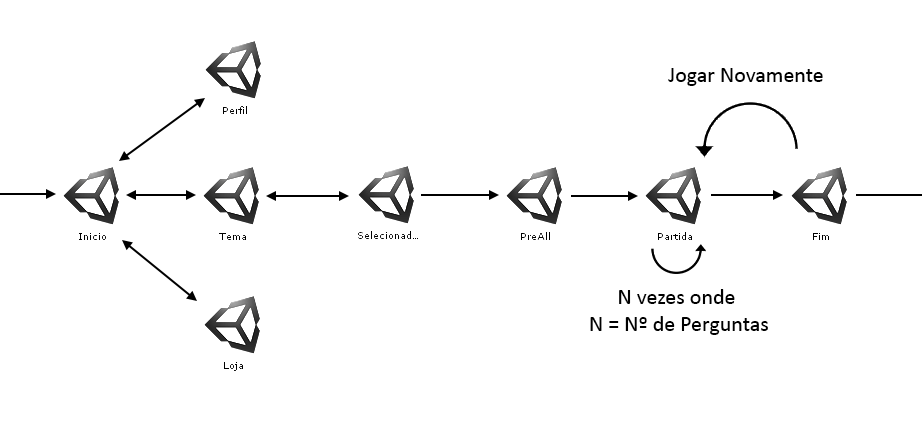 Jogar Novamente
Perfil
Inicio
Tema
Selecionad...
PreAll
Partida
Fim
N vezes onde
N = Nº de Perguntas
Loja